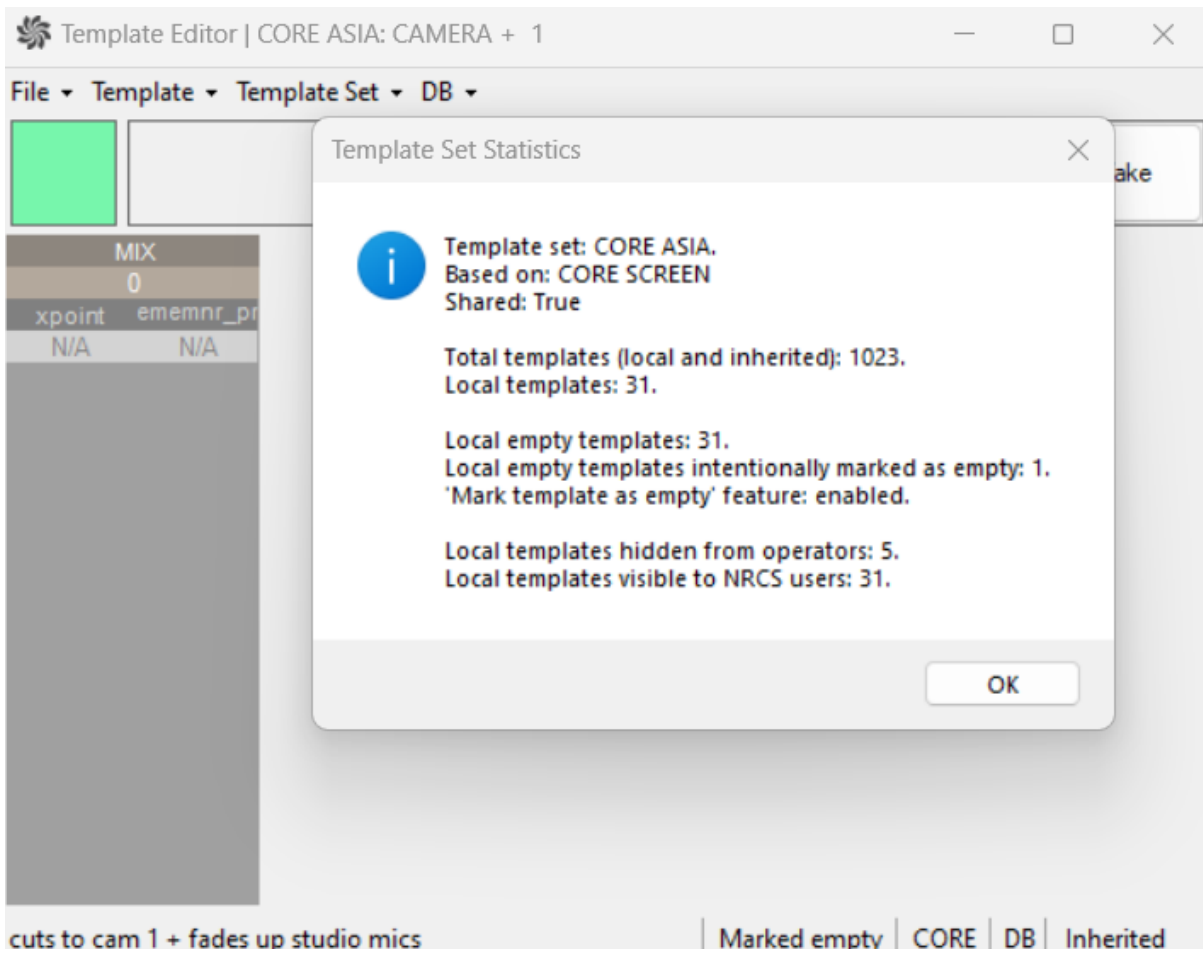 Template Editor | CORE ASIA: CAMERA + 1
File Template Template Set DB
Template Set Statistics
ake
MIX
0
xpoint ememnr_pr
N/A N/A
Template set: CORE ASIA.
Based on: CORE SCREEN
Shared: True
Total templates (local and inherited): 1023.
Local templates: 31.
Local empty templates: 31.
Local empty templates intentionally marked as empty: 1.
'Mark template as empty' feature: enabled.
Local templates hidden from operators: 5.
Local templates visible to NRCS users: 31.
OK
cuts to cam 1 + fades up studio mics Marked empty CORE DB Inherited